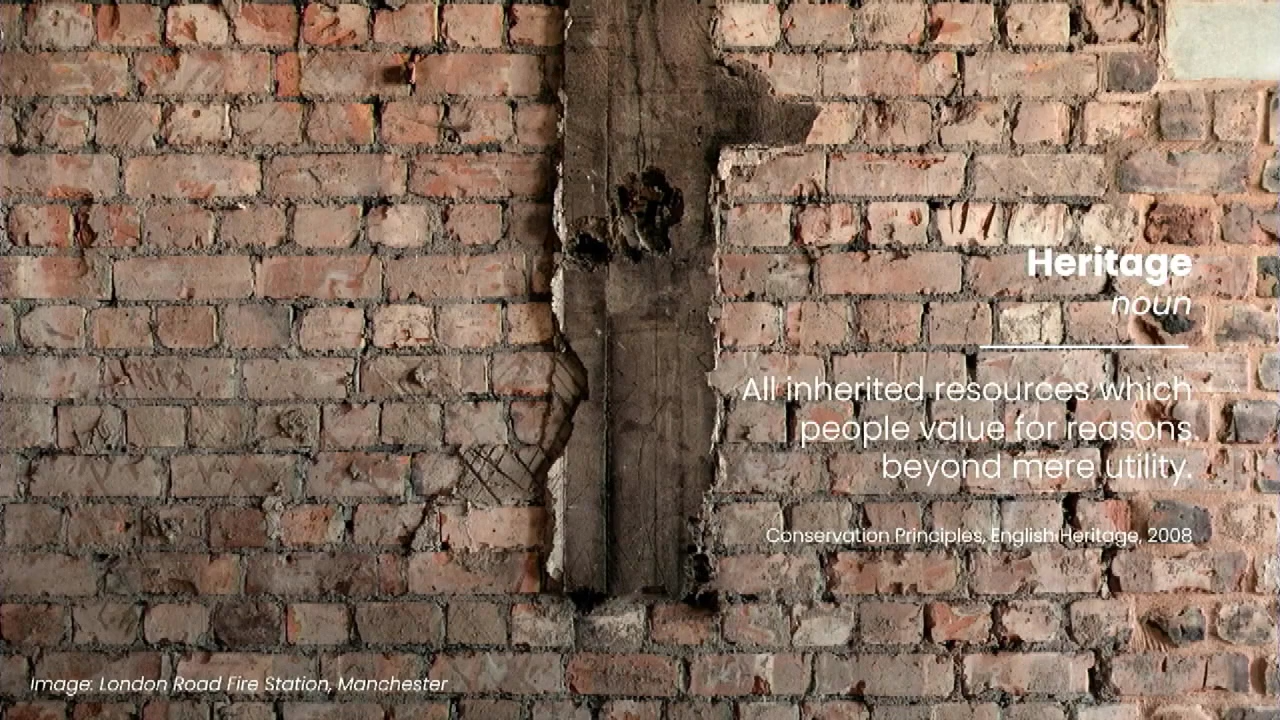 Heritage
noun
All inherited resources which
people value for reasons
beyond mere utility.
Conservation Principles, English Heritage, 2008
Image: London Road Fire Station, Manchester